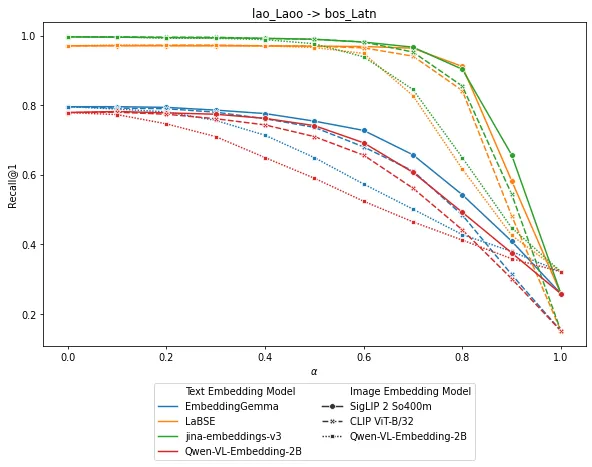 lao_Laoo -> bos_Latn
Recall@1
1.0
0.8
0.6
0.4
0.2
0.0 0.2 0.4 0.6 0.8 1.0
α
Text Embedding Model Image Embedding Model
EmbeddingGemma SigLIP 2 So400m
LaBSE CLIP ViT-B/32
jina-embeddings-v3 Qwen-VL-Embedding-2B
Qwen-VL-Embedding-2B